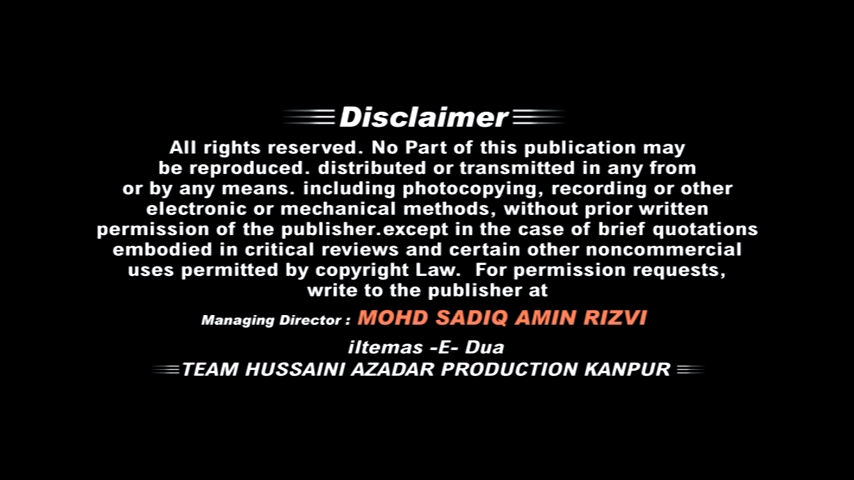 Disclaimer
All rights reserved. No Part of this publication may
be reproduced. distributed or transmitted in any from
or by any means. including photocopying, recording or other
electronic or mechanical methods, without prior written
permission of the publisher.except in the case of brief quotations
embodied in critical reviews and certain other noncommercial
uses permitted by copyright Law. For permission requests,
write to the publisher at
Managing Director : MOHD SADIQ AMIN RIZVI
iltemas -E- Dua
TEAM HUSSAINI AZADAR PRODUCTION KANPUR